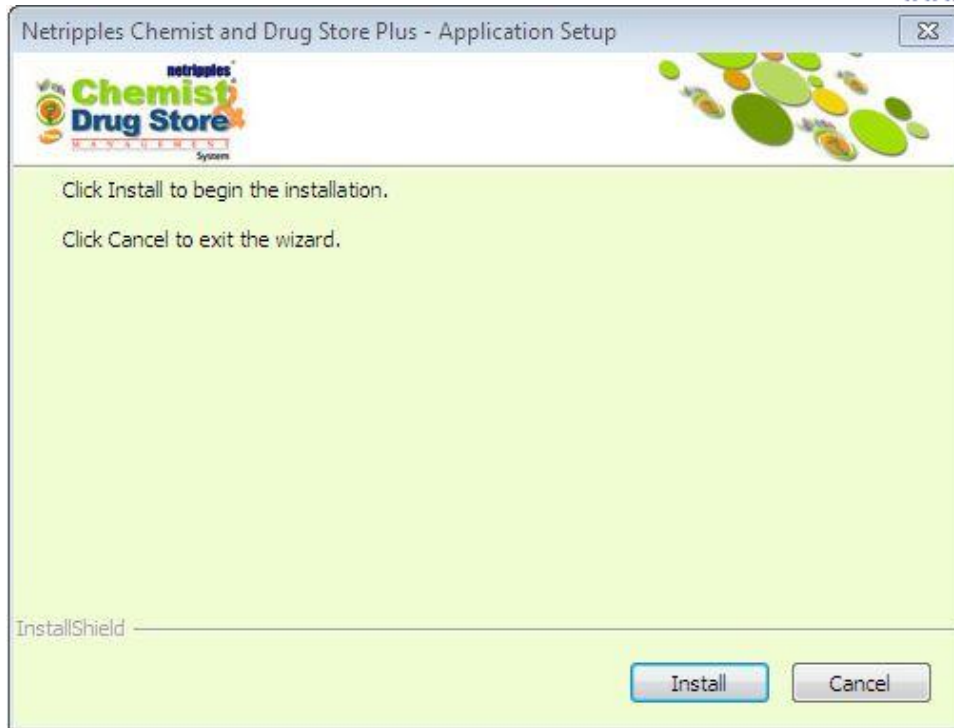 Netripples Chemist and Drug Store Plus - Application Setup
netripples
Chemist &
Drug Store
MANAGEMENT
System
Click Install to begin the installation.
Click Cancel to exit the wizard.
InstallShield
Install
Cancel